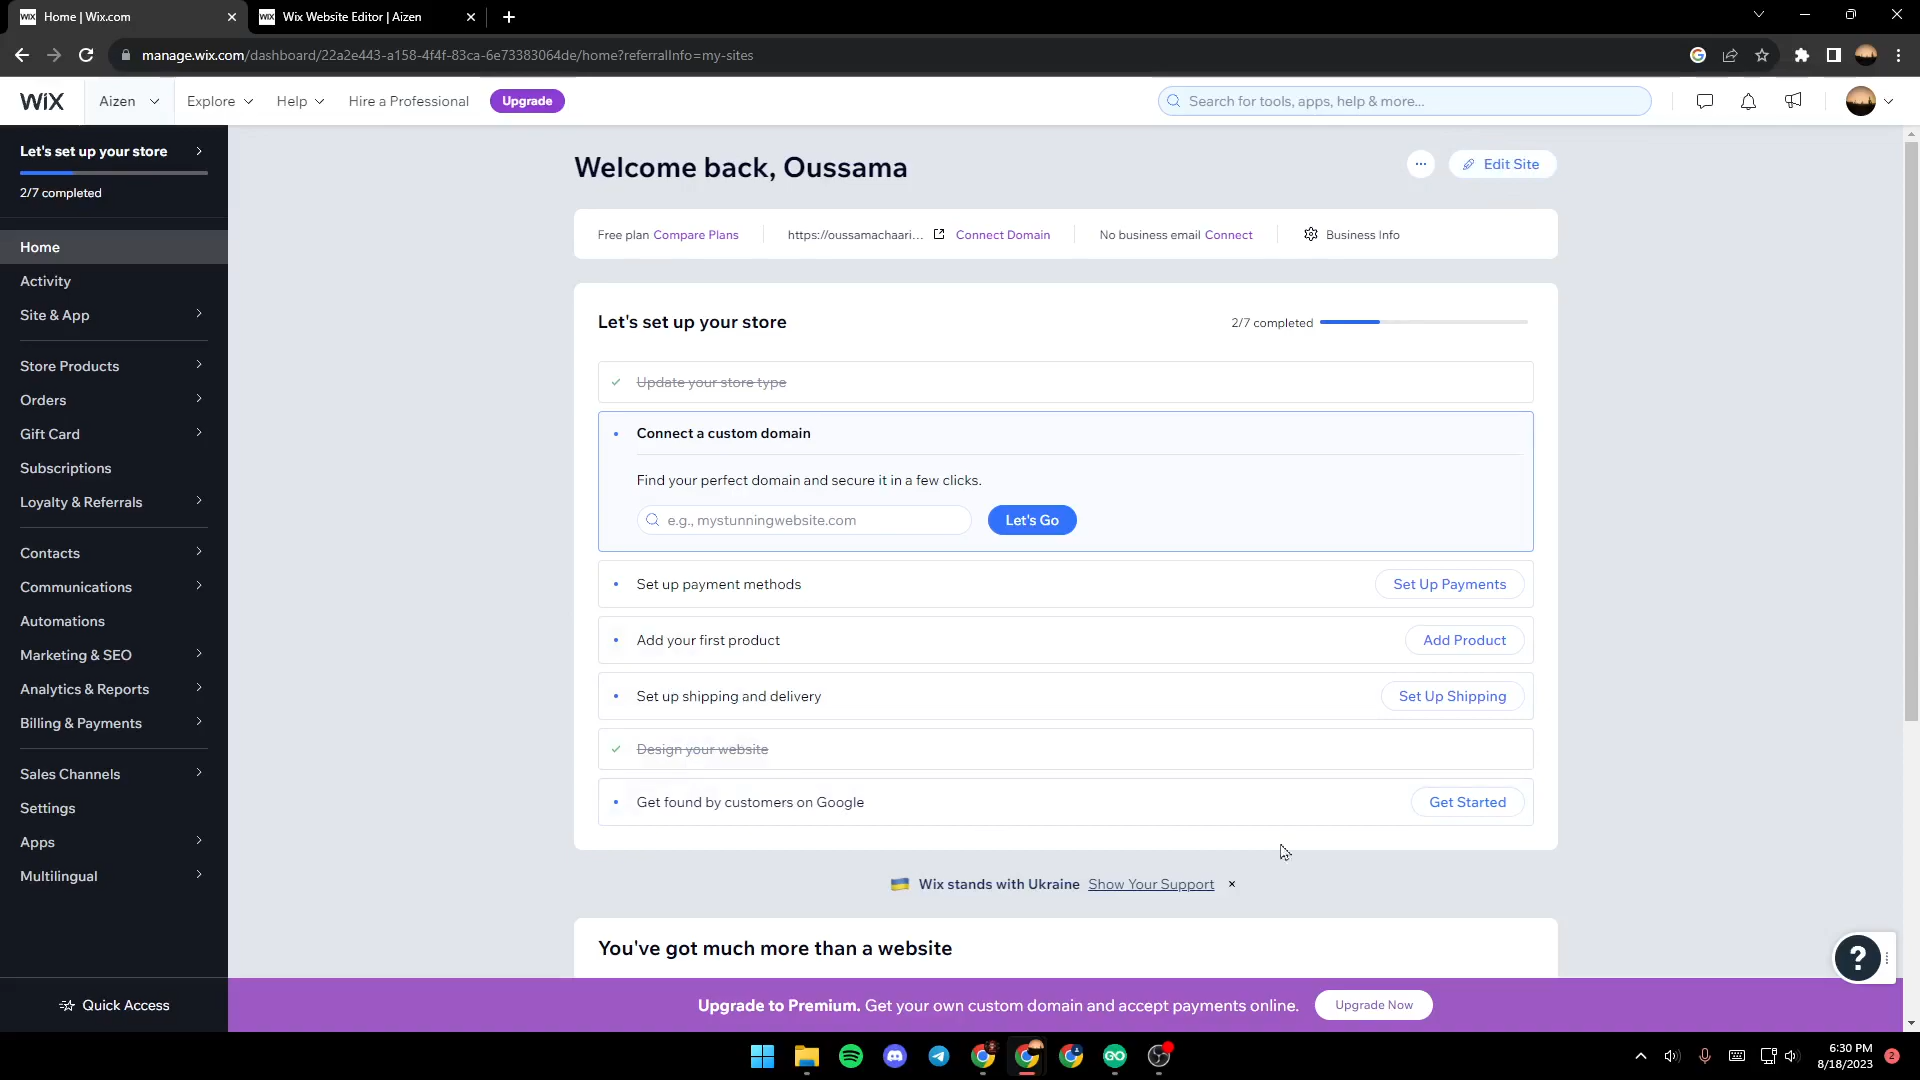 WiX Home | Wix.com
WiX Wix Website Editor | Aizen
manage.wix.com/dashboard/22a2e443-a158-4f4f-83ca-6e73383064de/home?referralInfo=my-sites
WiX
Aizen
Explore
Help
Hire a Professional
Upgrade
Search for tools, apps, help & more...
Let's set up your store
2/7 completed
Home
Activity
Site & App
Store Products
Orders
Gift Card
Subscriptions
Loyalty & Referrals
Contacts
Communications
Automations
Marketing & SEO
Analytics & Reports
Billing & Payments
Sales Channels
Settings
Apps
Multilingual
Quick Access
Welcome back, Oussama
... Edit Site
Free plan Compare Plans
https://oussamachaari... Connect Domain
No business email Connect
Business Info
Let's set up your store
2/7 completed
Update your store type
Connect a custom domain
Find your perfect domain and secure it in a few clicks.
e.g., mystunningwebsite.com
Let's Go
Set up payment methods
Set Up Payments
Add your first product
Add Product
Set up shipping and delivery
Set Up Shipping
Design your website
Get found by customers on Google
Get Started
Wix stands with Ukraine Show Your Support
You've got much more than a website
?
Upgrade to Premium. Get your own custom domain and accept payments online.
Upgrade Now
6:30 PM
8/18/2023
2